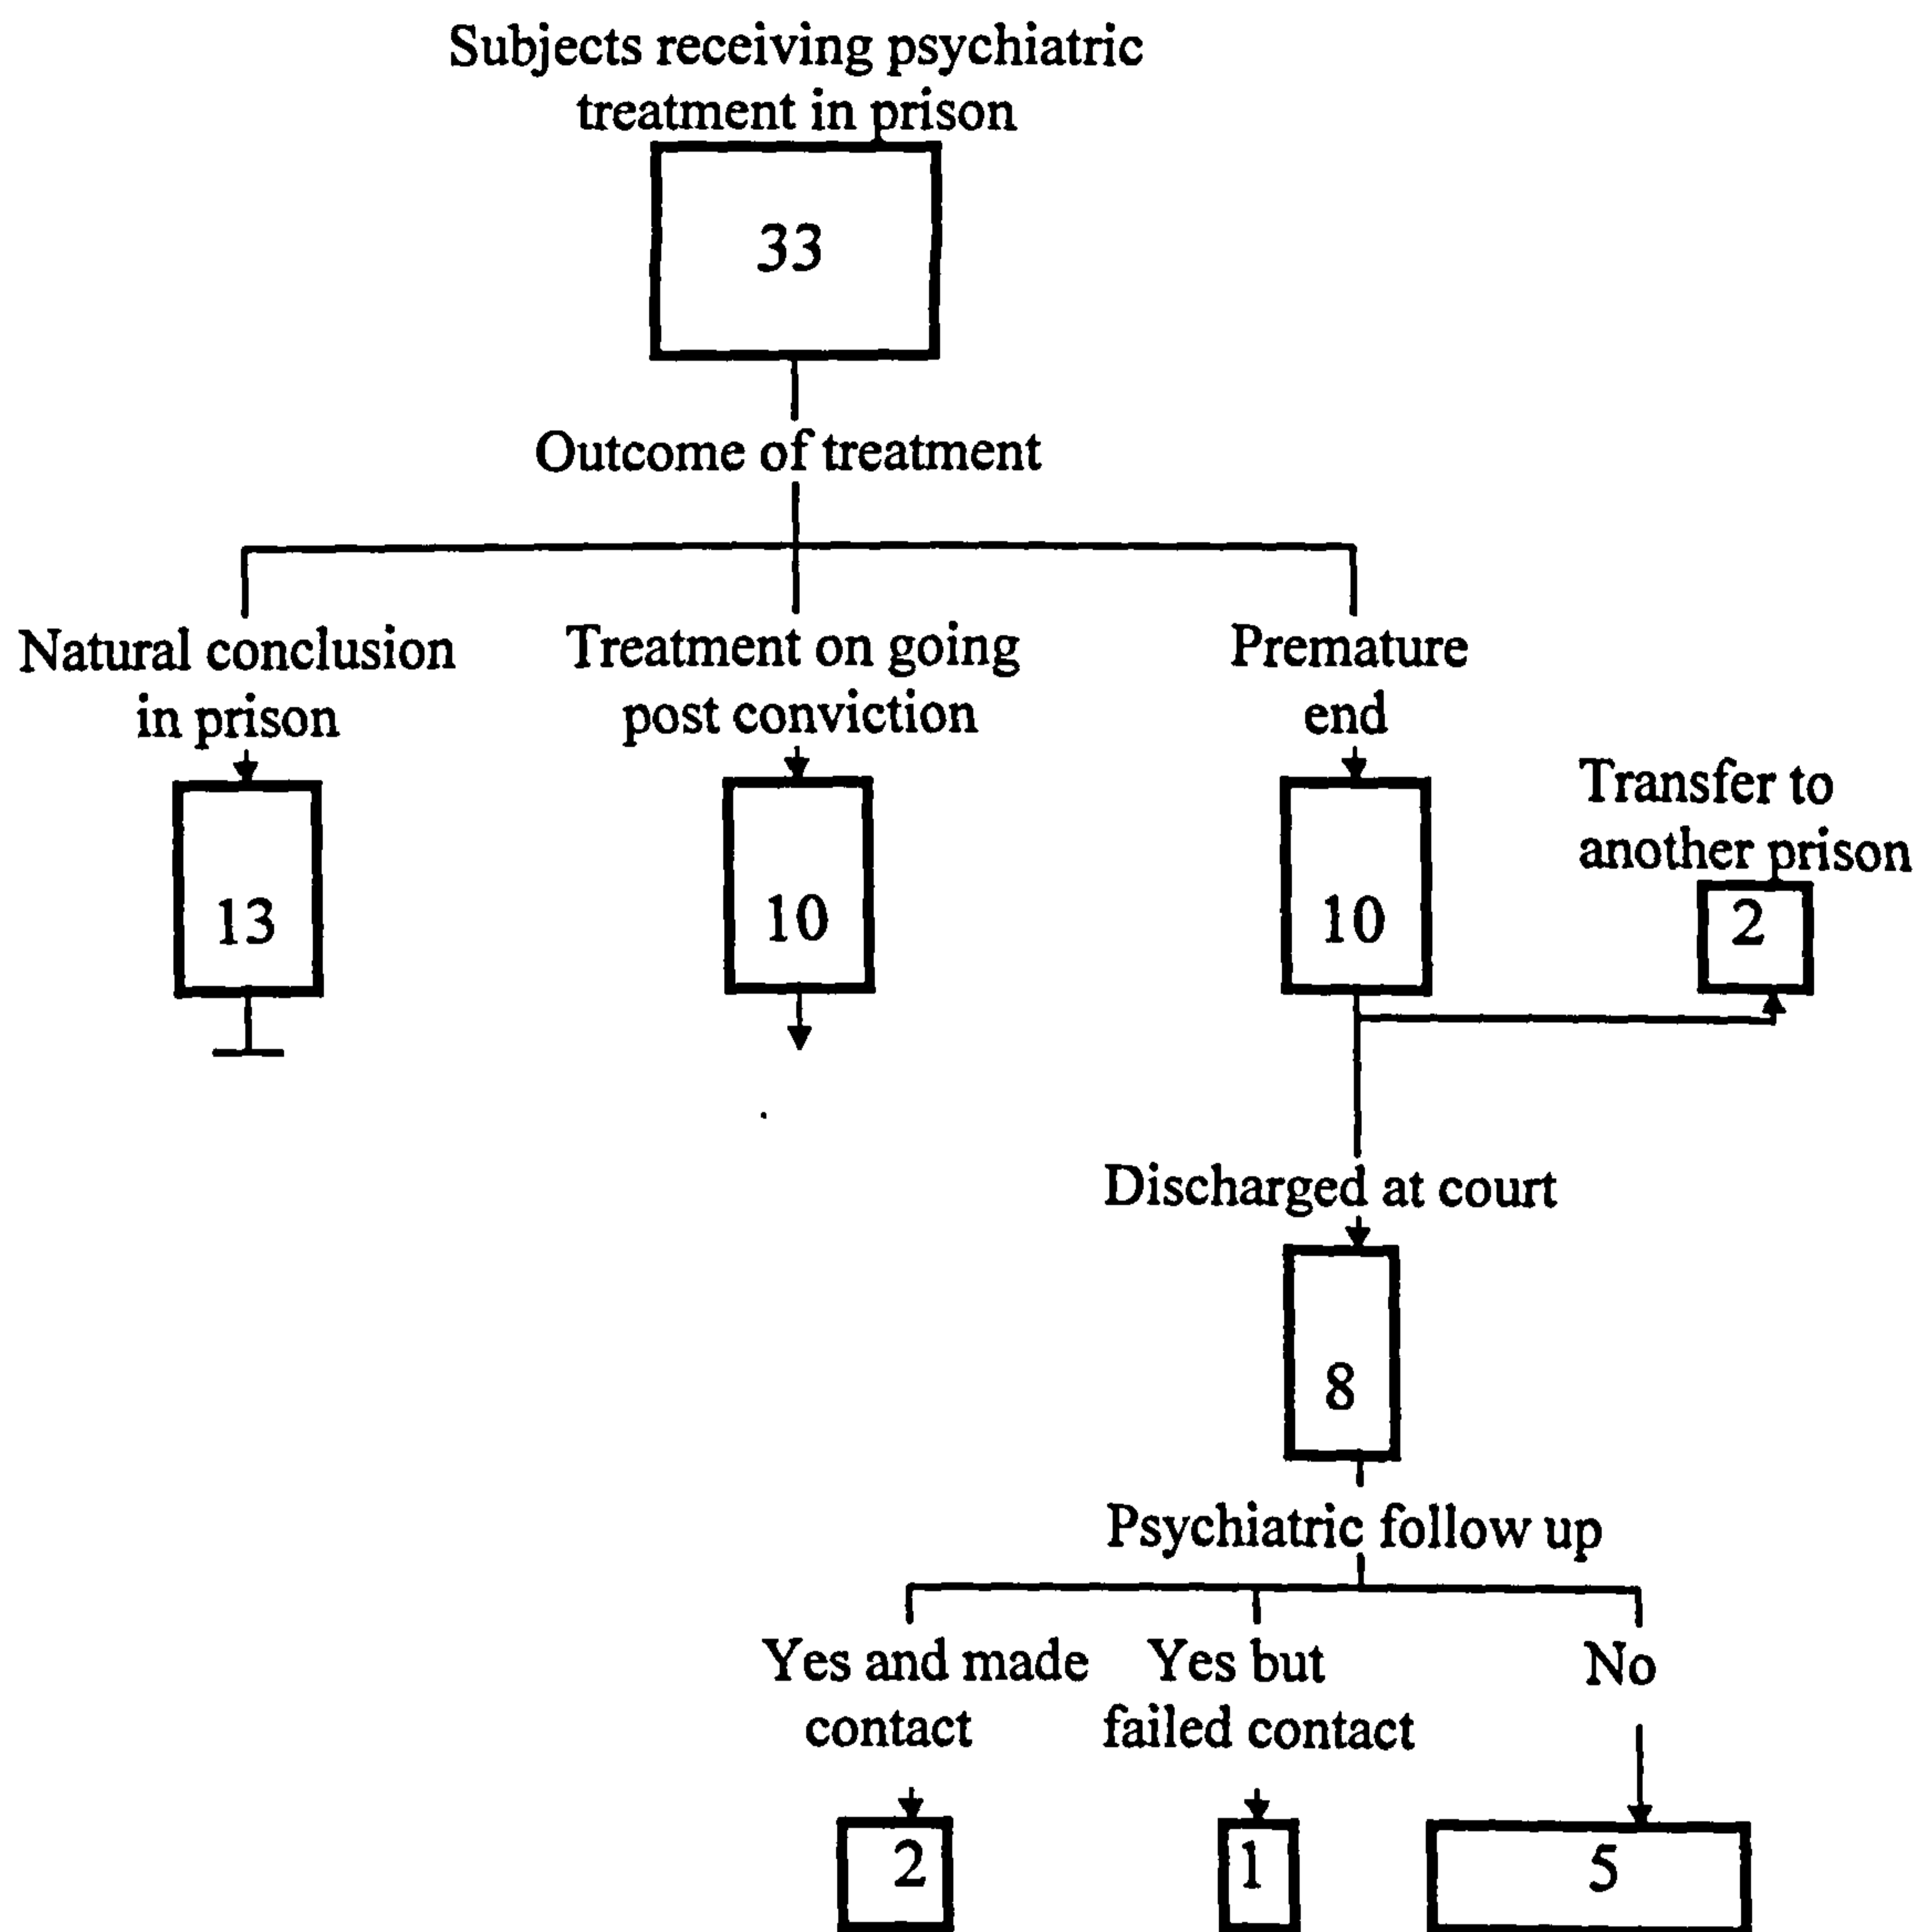 Subjects receiving psychiatric
treatment in prison
33
Outcome of treatment
Natural conclusion
in prison
Treatment on going
post conviction
Premature
end
Transfer to
another prison
13
10
10
2
Discharged at court
8
Psychiatric follow up
Yes and made
contact
Yes but
failed contact
No
2
1
5